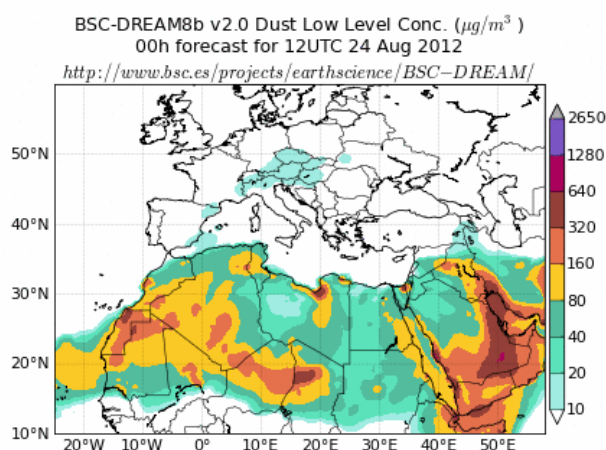 BSC-DREAM8b v2.0 Dust Low Level Conc. (μg/m³ )
00h forecast for 12UTC 24 Aug 2012
http://www.bsc.es/projects/earthscience/BSC−DREAM/
2650
1280
640
320
160
80
40
20
10
50°N
40°N
30°N
20°N
10°N
20°W
10°W
0°
10°E
20°E
30°E
40°E
50°E